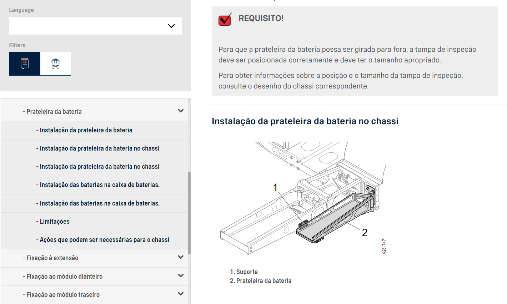 Language
Filters
- Prateleira da bateria
- Instalação da prateleira da bateria
- Instalação da prateleira da bateria no chassi
- Instalação da prateleira da bateria no chassi
- Instalação das baterias na caixa de baterias.
- Instalação das baterias na caixa de baterias.
- Limitações
- Ações que podem ser necessárias para o chassi
- Fixação à extensão
- Fixação ao módulo dianteiro
- Fixação ao módulo traseiro
REQUISITO!
Para que a prateleira da bateria possa ser girada para fora, a tampa de inspeção
deve ser posicionada corretamente e deve ter o tamanho apropriado.
Para obter informações sobre a posição e o tamanho da tampa de inspeção,
consulte o desenho do chassi correspondente.
Instalação da prateleira da bateria no chassi
1
2
1. Suporte
2. Prateleira da bateria